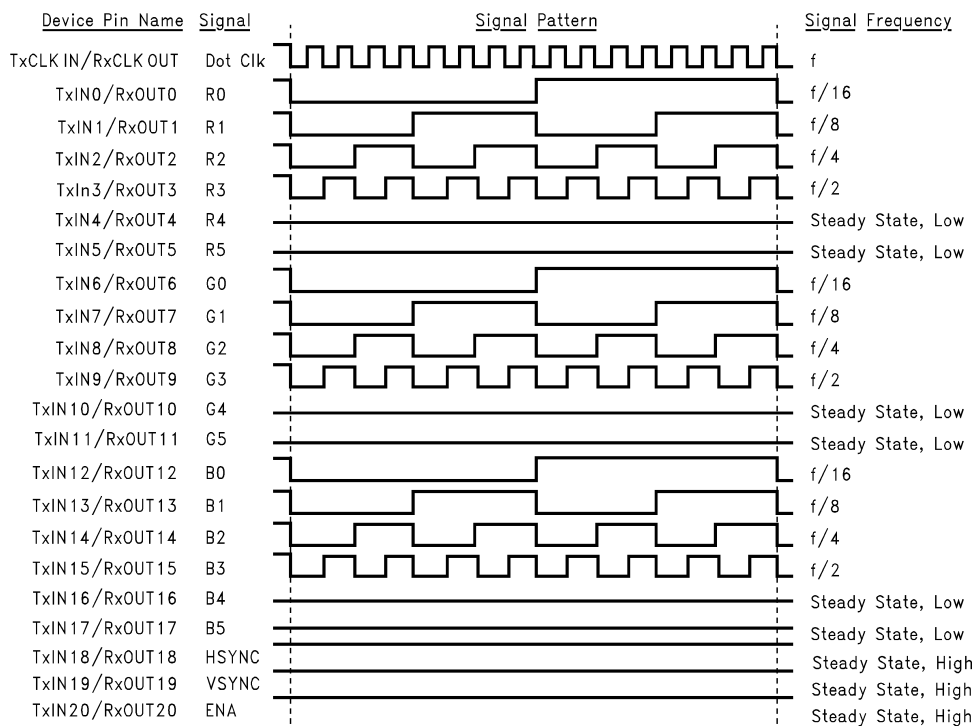 Device Pin Name Signal Signal Pattern Signal Frequency
TxCLK IN/RxCLK OUT Dot Clk f
TxIN0/RxOUT0 R0 f/16
TxIN1/RxOUT1 R1 f/8
TxIN2/RxOUT2 R2 f/4
TxIn3/RxOUT3 R3 f/2
TxIN4/RxOUT4 R4 Steady State, Low
TxIN5/RxOUT5 R5 Steady State, Low
TxIN6/RxOUT6 G0 f/16
TxIN7/RxOUT7 G1 f/8
TxIN8/RxOUT8 G2 f/4
TxIN9/RxOUT9 G3 f/2
TxIN10/RxOUT10 G4 Steady State, Low
TxIN11/RxOUT11 G5 Steady State, Low
TxIN12/RxOUT12 B0 f/16
TxIN13/RxOUT13 B1 f/8
TxIN14/RxOUT14 B2 f/4
TxIN15/RxOUT15 B3 f/2
TxIN16/RxOUT16 B4 Steady State, Low
TxIN17/RxOUT17 B5 Steady State, Low
TxIN18/RxOUT18 HSYNC Steady State, High
TxIN19/RxOUT19 VSYNC Steady State, High
TxIN20/RxOUT20 ENA Steady State, High